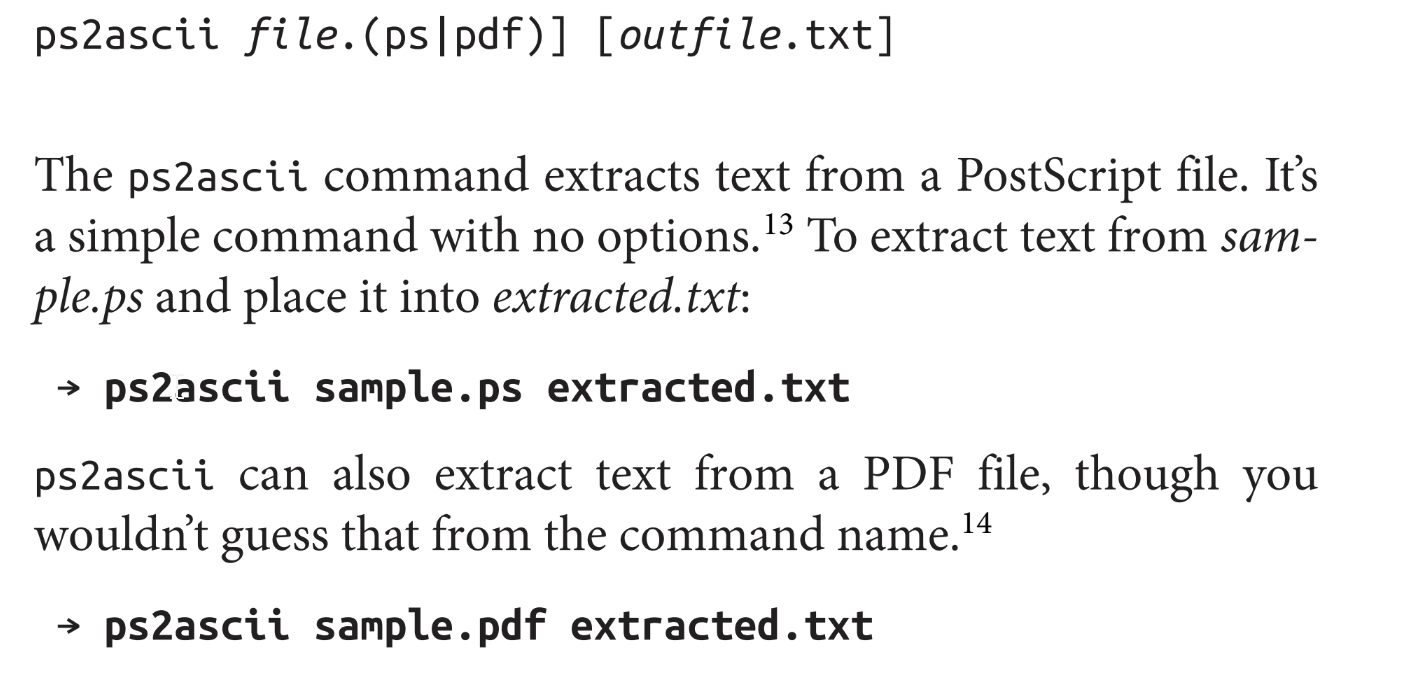 ps2ascii file.(ps|pdf)] [outfile.txt]
The ps2ascii command extracts text from a PostScript file. It’s
a simple command with no options.13 To extract text from sam-
ple.ps and place it into extracted.txt:
→ ps2ascii sample.ps extracted.txt
ps2ascii can also extract text from a PDF file, though you
wouldn’t guess that from the command name.14
→ ps2ascii sample.pdf extracted.txt